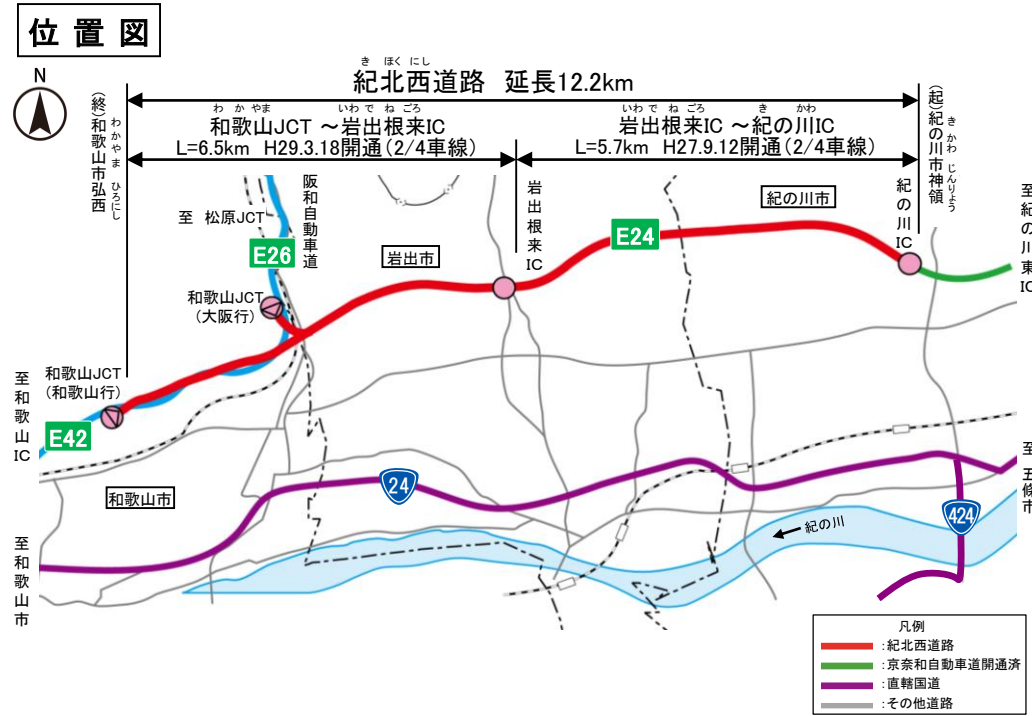 位置図
N
き ほく にし
紀北西道路 延長12.2km
わ か やま いわ で ね ごろ
和歌山JCT ～岩出根来IC
L=6.5km H29.3.18開通(2/4車線)
いわ で ね ごろ き かわ
岩出根来IC ～紀の川IC
L=5.7km H27.9.12開通(2/4車線)
(終)和歌山市弘西
わ か や ま ひろにし
(起)紀の川市神領
き かわ じんりょう
阪和自動車道
岩出根来IC
紀の川IC
至紀の川東IC
至 松原JCT
E26
岩出市
E24
紀の川市
和歌山JCT
(大阪行)
和歌山JCT
(和歌山行)
至和歌山IC
E42
和歌山市
24
424
至五條市
紀の川
至和歌山市
凡例
:紀北西道路
:京奈和自動車道開通済
:直轄国道
:その他道路